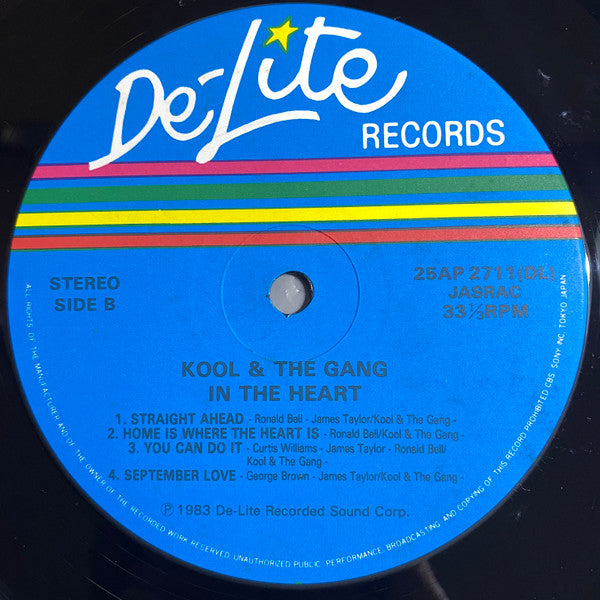 De-Lite
RECORDS
STEREO
SIDE B
25AP 2711(DL)
JASRAC
33⅓RPM
KOOL & THE GANG
IN THE HEART
1. STRAIGHT AHEAD - Ronald Bell - James Taylor/Kool & The Gang -
2. HOME IS WHERE THE HEART IS - Ronald Bell/Kool & The Gang -
3. YOU CAN DO IT - Curtis Williams - James Taylor - Ronald Bell/
Kool & The Gang -
4. SEPTEMBER LOVE - George Brown - James Taylor/Kool & The Gang -
Ⓟ 1983 De-Lite Recorded Sound Corp.
ALL RIGHTS OF THE MANUFACTURER AND OF THE OWNER OF THE RECORDED WORK RESERVED. UNAUTHORIZED PUBLIC PERFORMANCE, BROADCASTING AND COPYING OF THIS RECORD PROHIBITED CBS/SONY INC. TOKYO JAPAN